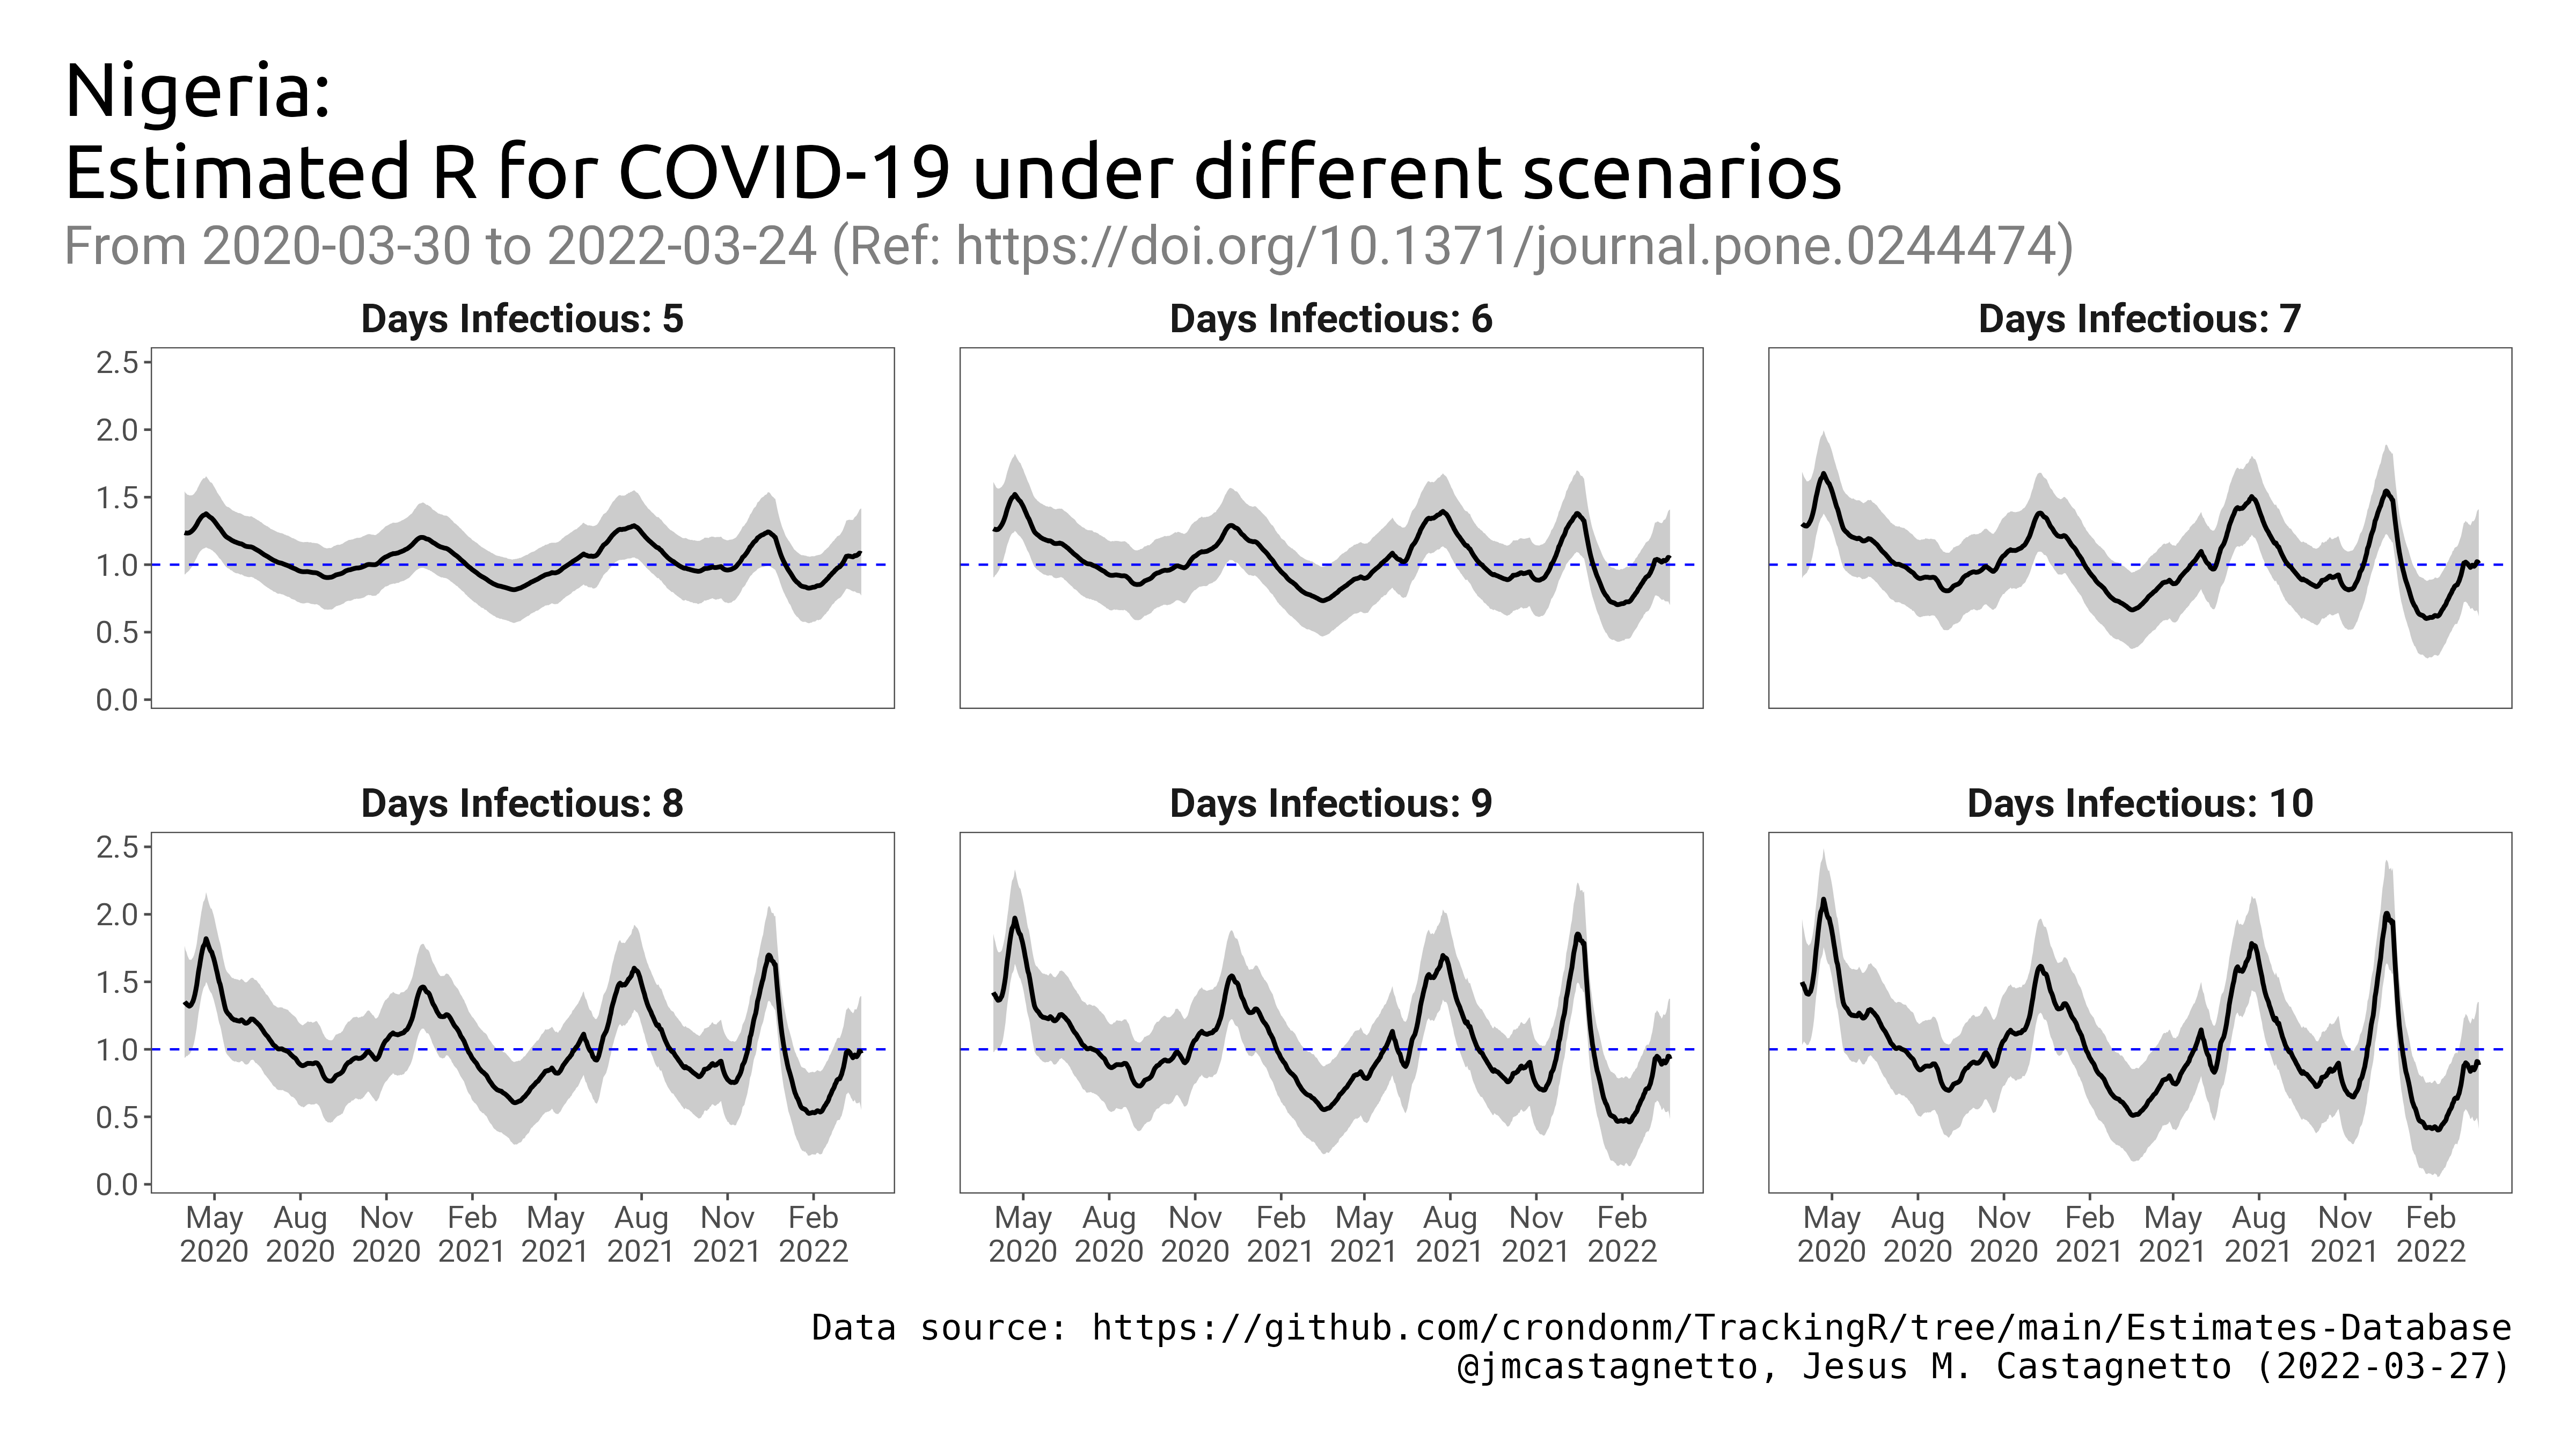 Nigeria:
Estimated R for COVID-19 under different scenarios
From 2020-03-30 to 2022-03-24 (Ref: https://doi.org/10.1371/journal.pone.0244474)
Days Infectious: 5
Days Infectious: 6
Days Infectious: 7
2.5
2.0
1.5
1.0
0.5
0.0
Days Infectious: 8
Days Infectious: 9
Days Infectious: 10
2.5
2.0
1.5
1.0
0.5
0.0
May Aug Nov Feb May Aug Nov Feb
2020 2020 2020 2021 2021 2021 2021 2022
May Aug Nov Feb May Aug Nov Feb
2020 2020 2020 2021 2021 2021 2021 2022
May Aug Nov Feb May Aug Nov Feb
2020 2020 2020 2021 2021 2021 2021 2022
Data source: https://github.com/crondonm/TrackingR/tree/main/Estimates-Database
@jmcastagnetto, Jesus M. Castagnetto (2022-03-27)